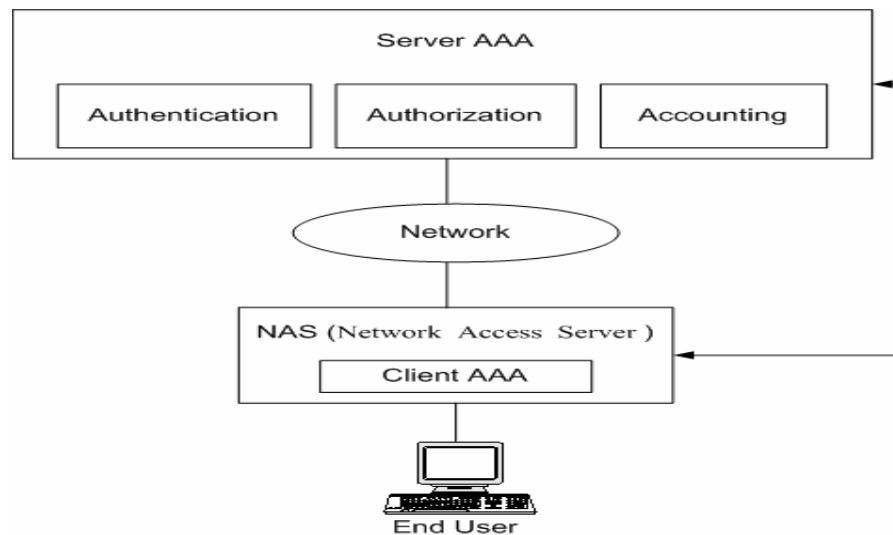 Server AAA
Authentication Authorization Accounting
Network
NAS (Network Access Server )
Client AAA
End User